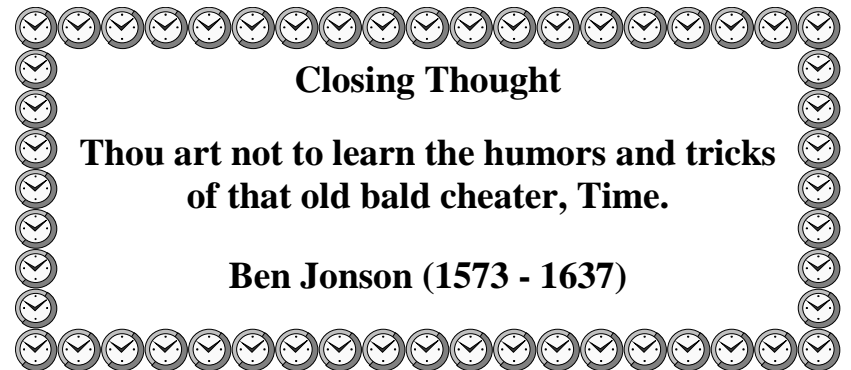 Closing Thought
Thou art not to learn the humors and tricks
of that old bald cheater, Time.
Ben Jonson (1573 - 1637)